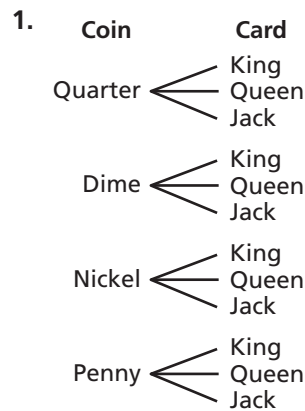 1.
Coin Card
King
Quarter Queen
Jack
King
Dime Queen
Jack
King
Nickel Queen
Jack
King
Penny Queen
Jack